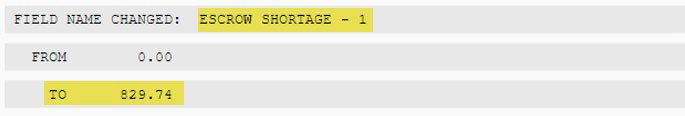 FIELD NAME CHANGED: ESCROW SHORTAGE - 1
FROM 0.00
TO 829.74